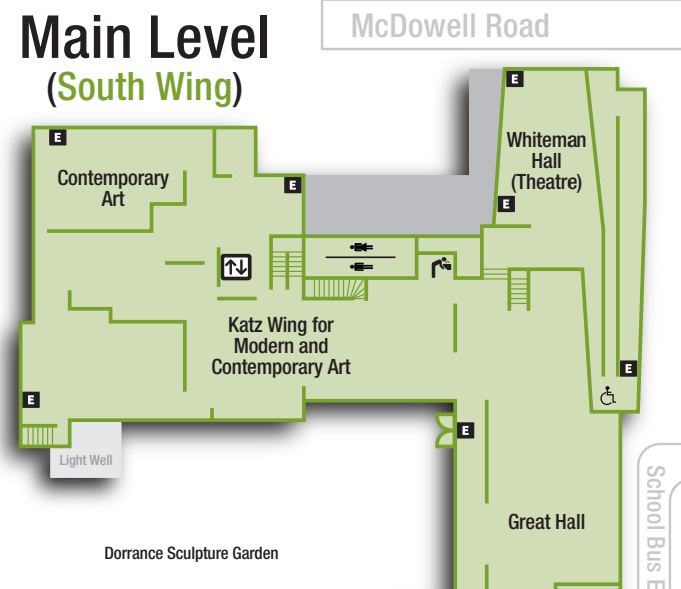 Main Level
(South Wing)
McDowell Road
E
E
E
Whiteman
Hall
(Theatre)
Contemporary
Art
E
Katz Wing for
Modern and
Contemporary Art
E
E
E
Light Well
Great Hall
Dorrance Sculpture Garden
School Bus E